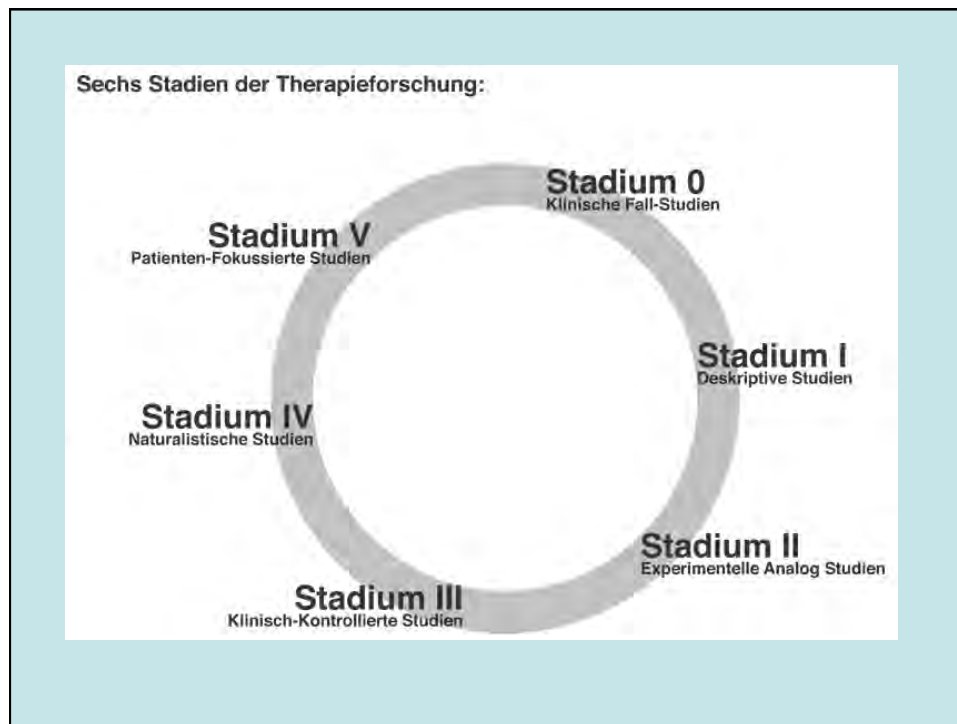 Sechs Stadien der Therapieforschung:
Stadium 0
Klinische Fall-Studien
Stadium I
Deskriptive Studien
Stadium II
Experimentelle Analog Studien
Stadium III
Klinisch-Kontrollierte Studien
Stadium IV
Naturalistische Studien
Stadium V
Patienten-Fokussierte Studien